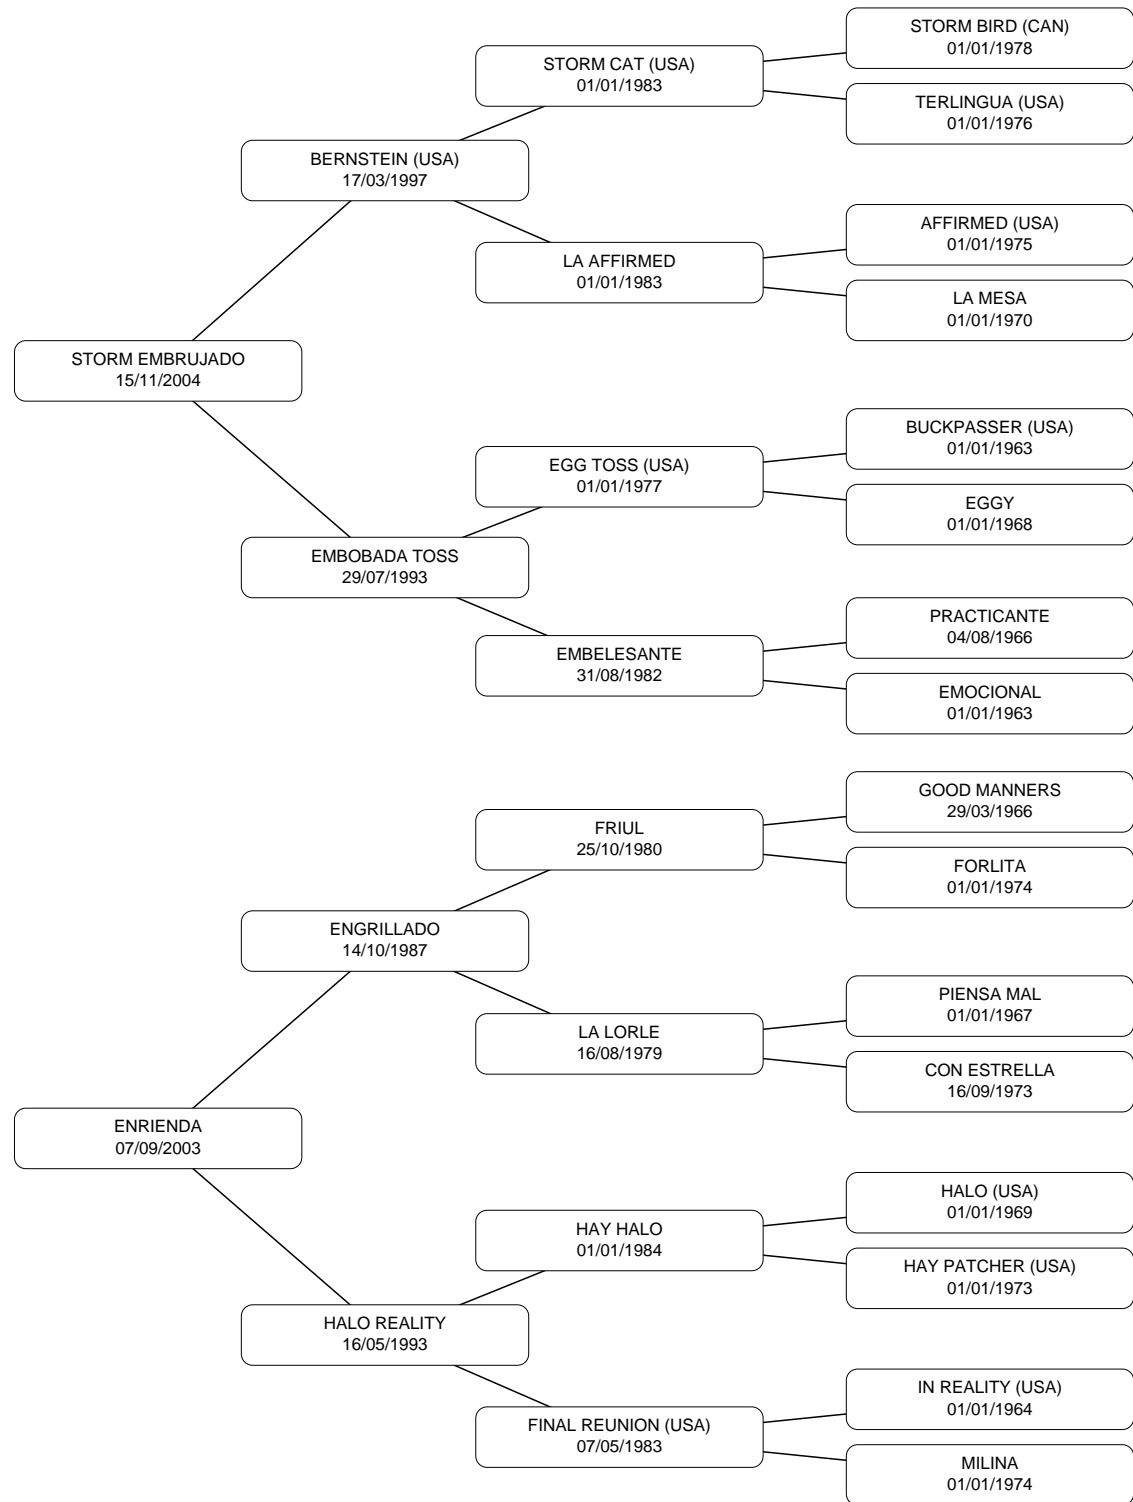 STORM BIRD (CAN)
01/01/1978
STORM CAT (USA)
01/01/1983
TERLINGUA (USA)
01/01/1976
BERNSTEIN (USA)
17/03/1997
AFFIRMED (USA)
01/01/1975
LA AFFIRMED
01/01/1983
LA MESA
01/01/1970
STORM EMBRUJADO
15/11/2004
BUCKPASSER (USA)
01/01/1963
EGG TOSS (USA)
01/01/1977
EGGY
01/01/1968
EMBOBADA TOSS
29/07/1993
PRACTICANTE
04/08/1966
EMBELESANTE
31/08/1982
EMOCIONAL
01/01/1963
GOOD MANNERS
29/03/1966
FRIUL
25/10/1980
FORLITA
01/01/1974
ENGRILLADO
14/10/1987
PIENSA MAL
01/01/1967
LA LORLE
16/08/1979
CON ESTRELLA
16/09/1973
ENRIENDA
07/09/2003
HALO (USA)
01/01/1969
HAY HALO
01/01/1984
HAY PATCHER (USA)
01/01/1973
HALO REALITY
16/05/1993
IN REALITY (USA)
01/01/1964
FINAL REUNION (USA)
07/05/1983
MILINA
01/01/1974